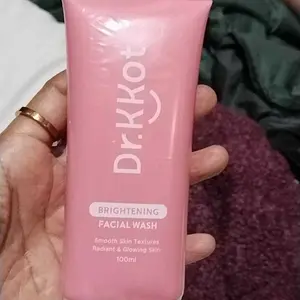 Dr.KKot
BRIGHTENING
FACIAL WASH
Smooth Skin Textures
Radiant & Glowing Skin
100ml